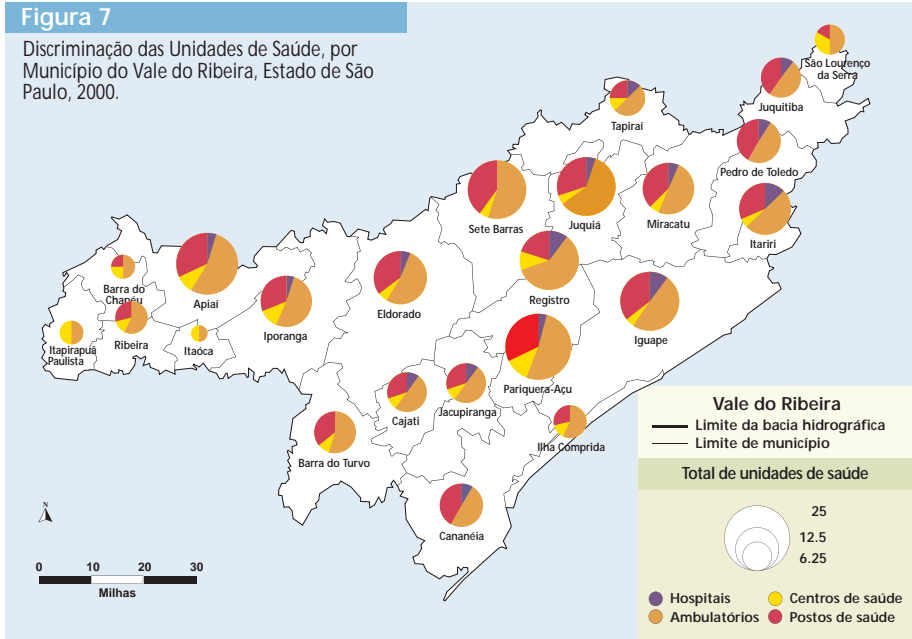 Figura 7
Discriminação das Unidades de Saúde, por
Município do Vale do Ribeira, Estado de São
Paulo, 2000.
São Lourenço
da Serra
Juquitiba
Tapiraí
Pedro de Toledo
Sete Barras
Juquiá
Miracatu
Itariri
Barra do
Chapéu
Apiaí
Iporanga
Eldorado
Registro
Iguape
Itapirapuã
Paulista
Ribeira
Itaóca
Pariquera-Açu
Cajati
Jacupiranga
Ilha Comprida
Barra do Turvo
Cananéia
N
0 10 20 30
Milhas
Vale do Ribeira
Limite da bacia hidrográfica
Limite de município
Total de unidades de saúde
25
12.5
6.25
Hospitais
Centros de saúde
Ambulatórios
Postos de saúde